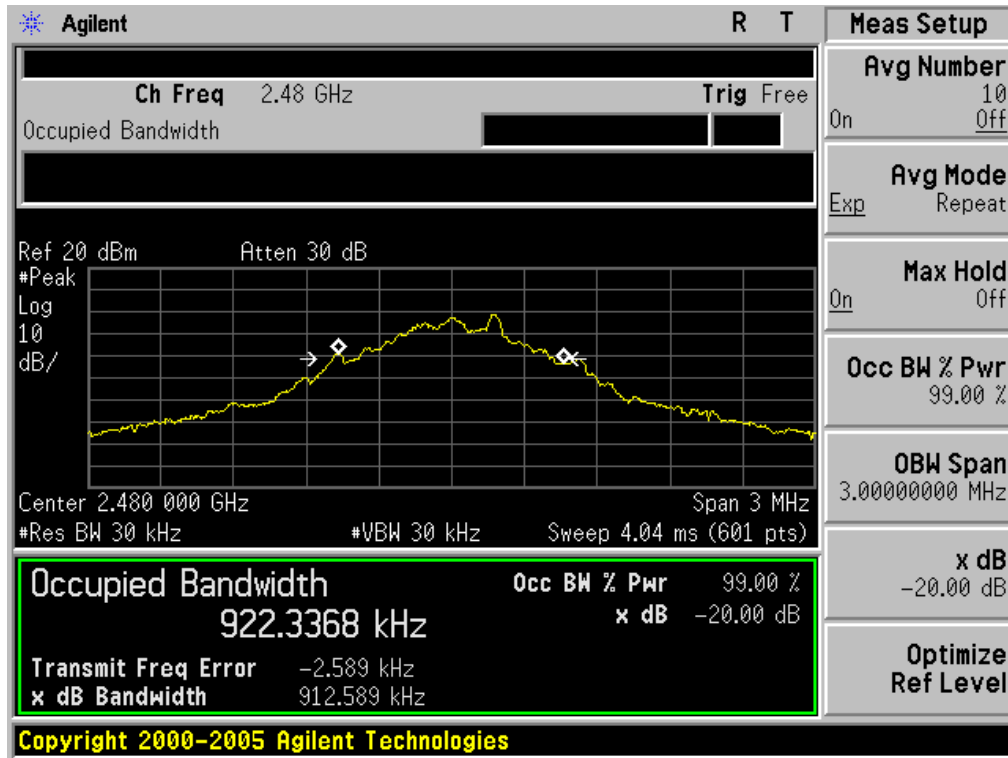 Agilent R T
Ch Freq 2.48 GHz Trig Free
Occupied Bandwidth
Ref 20 dBm Atten 30 dB
#Peak
Log
10
dB/
Center 2.480 000 GHz Span 3 MHz
#Res BW 30 kHz #VBW 30 kHz Sweep 4.04 ms (601 pts)
Occupied Bandwidth Occ BW % Pwr 99.00 %
922.3368 kHz x dB -20.00 dB
Transmit Freq Error -2.589 kHz
x dB Bandwidth 912.589 kHz
Copyright 2000-2005 Agilent Technologies
Meas Setup
Avg Number
10
On Off
Avg Mode
Exp Repeat
Max Hold
On Off
Occ BW % Pwr
99.00 %
OBW Span
3.00000000 MHz
x dB
-20.00 dB
Optimize
Ref Level